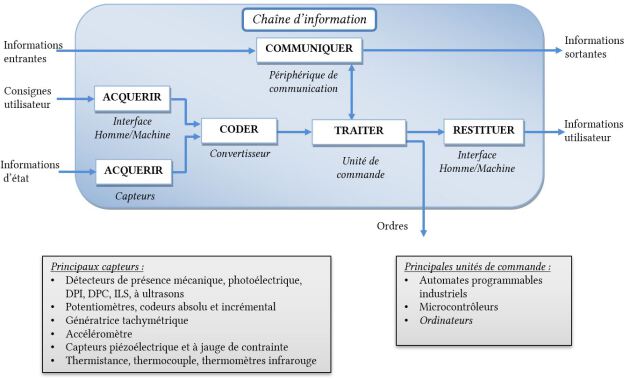 Chaîne d'information
Informations
entrantes
COMMUNIQUER
Informations
sortantes
Périphérique de
communication
Consignes
utilisateur
ACQUERIR
Interface
Homme/Machine
CODER
Convertisseur
TRAITER
Unité de
commande
RESTITUER
Interface
Homme/Machine
Informations
utilisateur
Informations
d'état
ACQUERIR
Capteurs
Ordres
Principaux capteurs :
• Détecteurs de présence mécanique, photoélectrique,
DPI, DPC, ILS, à ultrasons
• Potentiomètres, codeurs absolu et incrémental
• Génératrice tachymétrique
• Accéléromètre
• Capteurs piézoélectrique et à jauge de contrainte
• Thermistance, thermocouple, thermomètres infrarouge
Principales unités de commande :
• Automates programmables
industriels
• Microcontrôleurs
• Ordinateurs